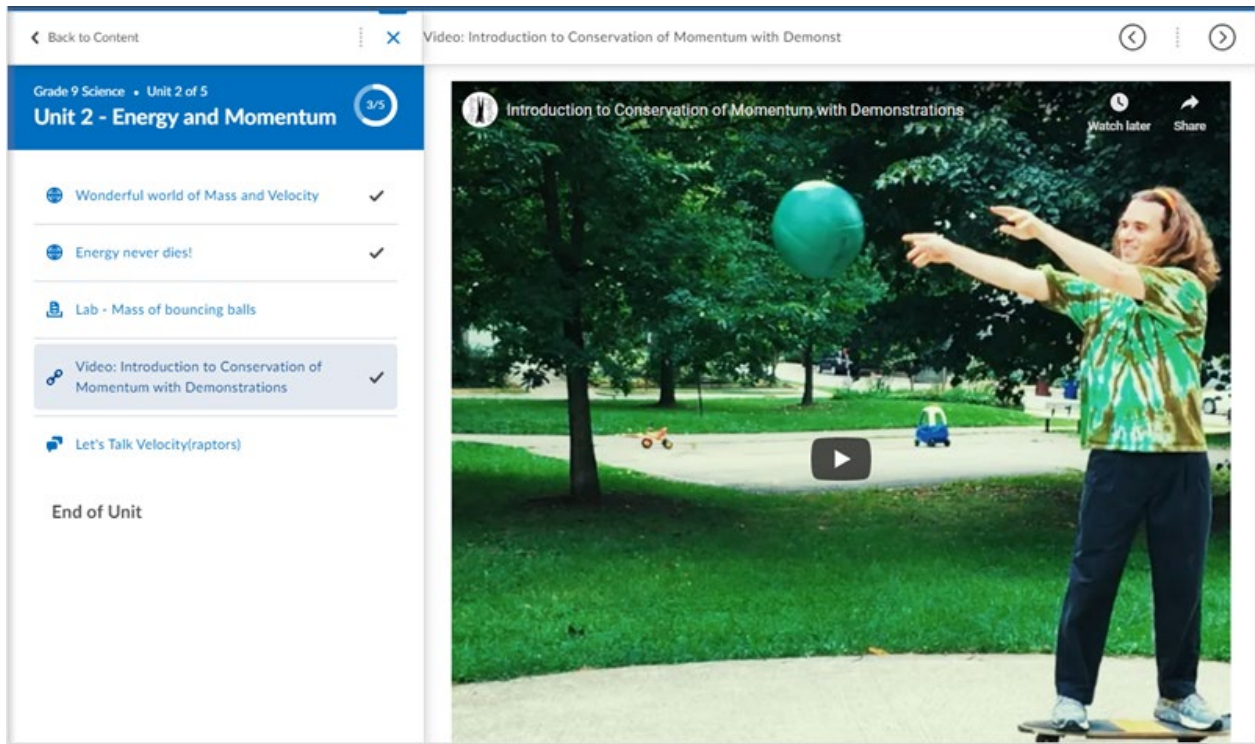 Back to Content
Video: Introduction to Conservation of Momentum with Demonst
Grade 9 Science • Unit 2 of 5
Unit 2 - Energy and Momentum
3/5
Wonderful world of Mass and Velocity
Energy never dies!
Lab - Mass of bouncing balls
Video: Introduction to Conservation of
Momentum with Demonstrations
Let's Talk Velocity(raptors)
End of Unit
Introduction to Conservation of Momentum with Demonstrations
Watch later
Share